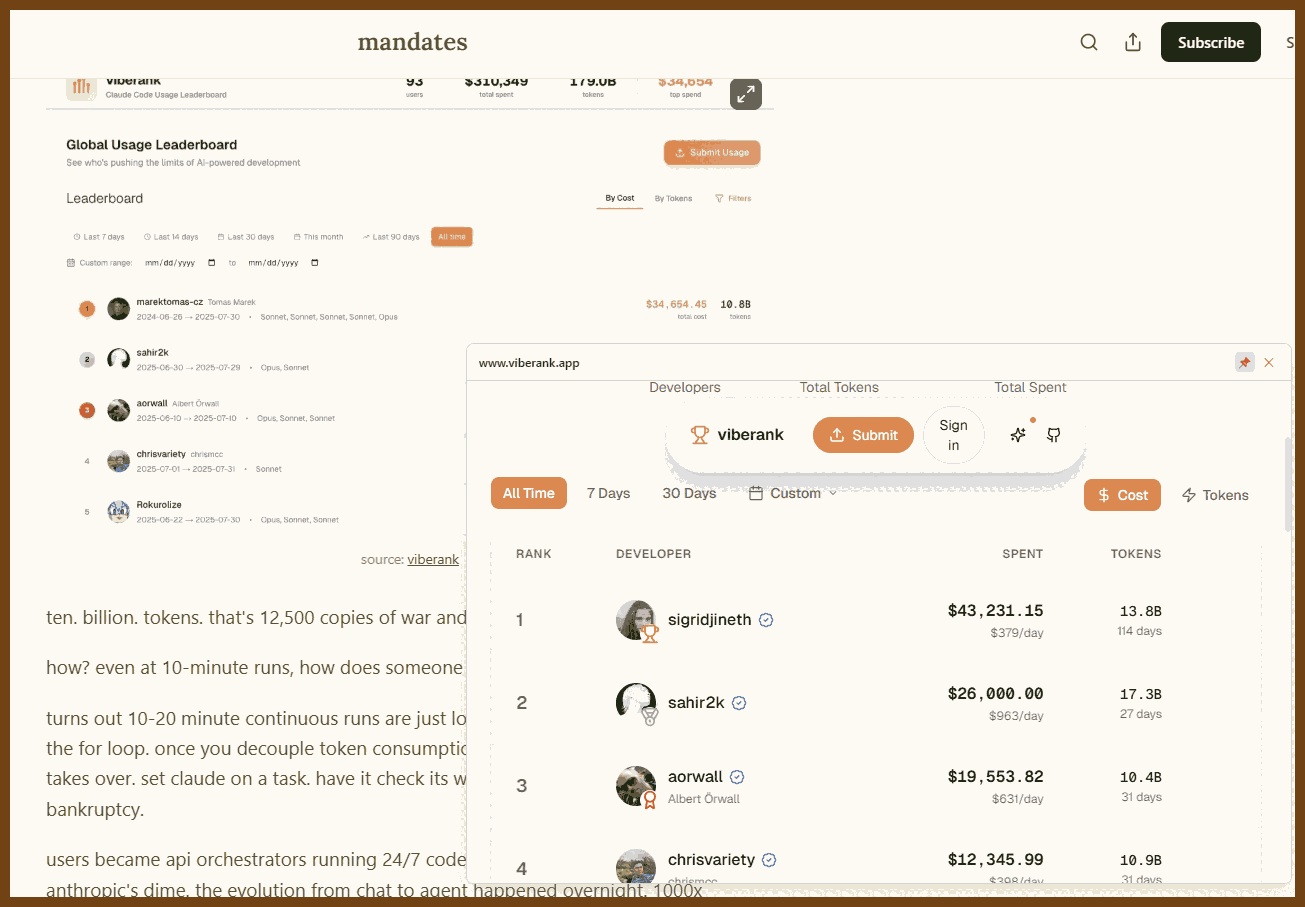 mandates
Subscribe
S
viberank
Claude Code Usage Leaderboard
93
users
$310,349
total spent
179.0B
tokens
$34,654
top spend
Global Usage Leaderboard
See who's pushing the limits of AI-powered development
Submit Usage
Leaderboard
By Cost
By Tokens
Filters
Last 7 days
Last 14 days
Last 30 days
This month
Last 90 days
All time
Custom range:
mm/dd/yyyy
to
mm/dd/yyyy
1
marektomas-cz Tomas Marek
2024-06-26 → 2025-07-30 • Sonnet, Sonnet, Sonnet, Sonnet, Opus
$34,654.45
total cost
10.8B
tokens
2
sahir2k
2025-06-30 → 2025-07-29 • Opus, Sonnet
3
aorwall Albert Örwall
2025-06-10 → 2025-07-10 • Opus, Sonnet, Sonnet
4
chrisvariety chrismcc
2025-07-01 → 2025-07-31 • Sonnet
5
Rokurolize
2025-06-22 → 2025-07-30 • Opus, Sonnet, Sonnet
source: viberank
ten. billion. tokens. that's 12,500 copies of war and
how? even at 10-minute runs, how does someone
turns out 10-20 minute continuous runs are just lo
the for loop. once you decouple token consumptio
takes over. set claude on a task. have it check its w
bankruptcy.
users became api orchestrators running 24/7 code
anthropic's dime. the evolution from chat to agent happened overnight. 1000x
www.viberank.app
Developers
Total Tokens
Total Spent
viberank
Submit
Sign
in
All Time
7 Days
30 Days
Custom
Cost
Tokens
RANK
DEVELOPER
SPENT
TOKENS
1
sigridjineth
$43,231.15
$379/day
13.8B
114 days
2
sahir2k
$26,000.00
$963/day
17.3B
27 days
3
aorwall
Albert Örwall
$19,553.82
$631/day
10.4B
31 days
4
chrisvariety
chrismcc
$12,345.99
$398/day
10.9B
31 days